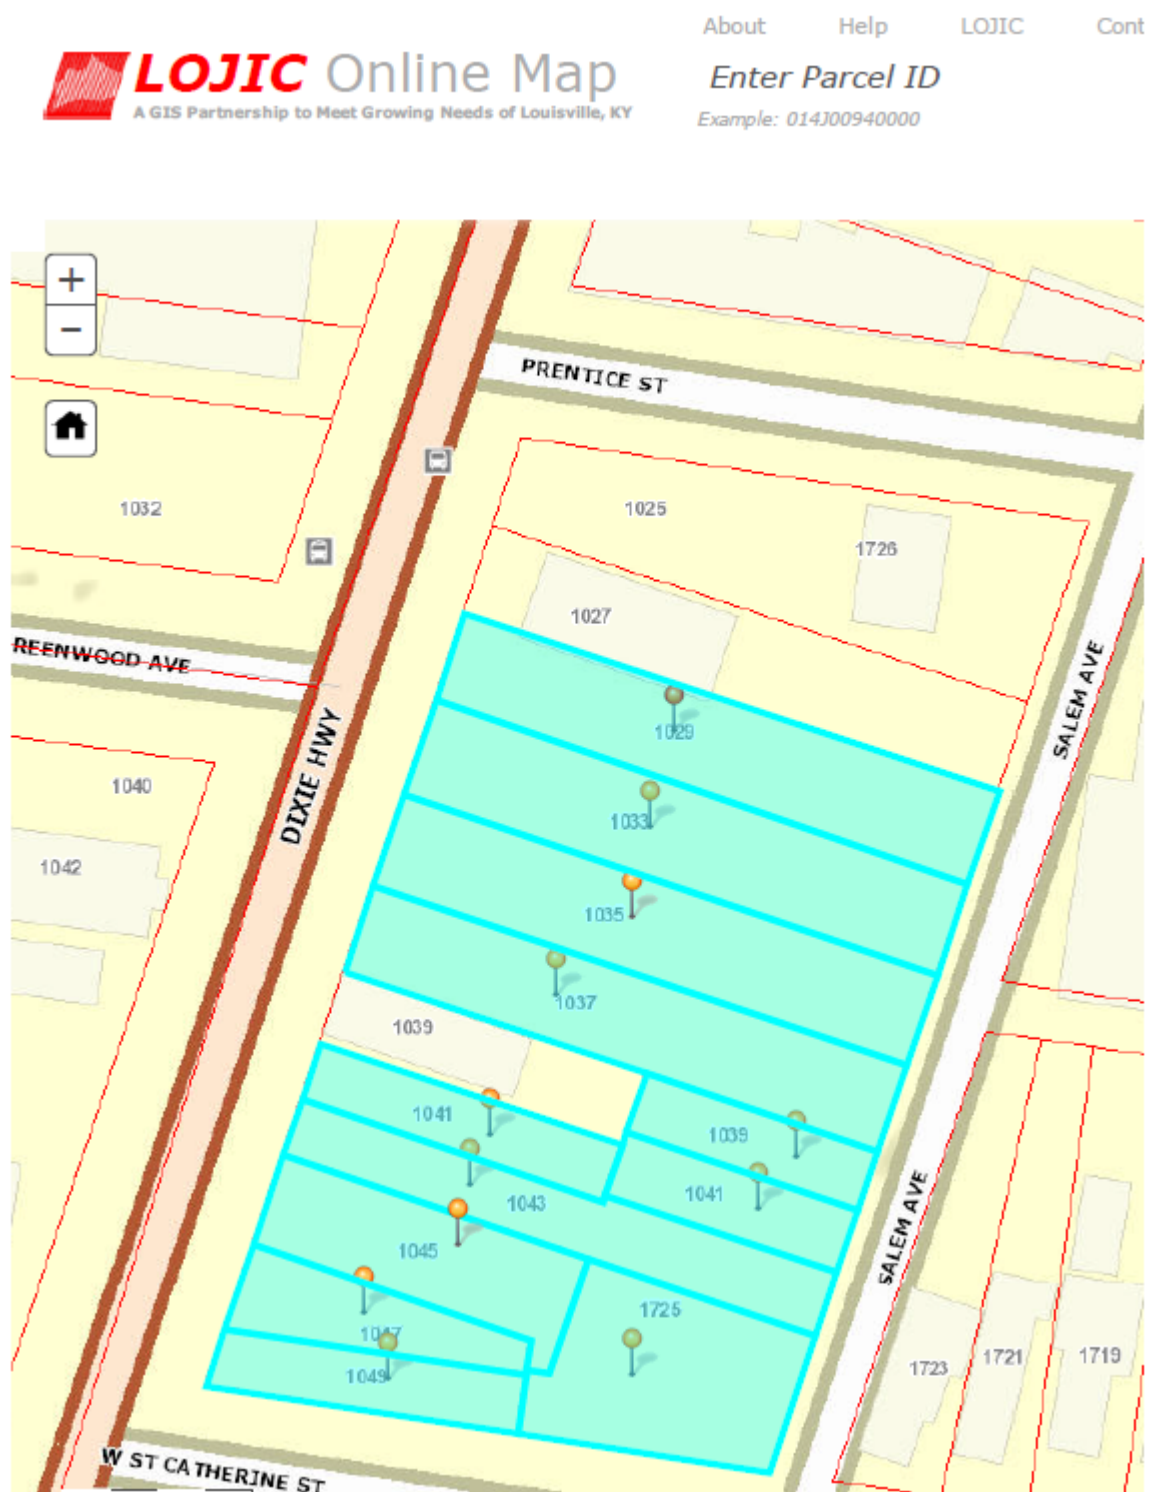 About Help LOJIC Cont
LOJIC Online Map
Enter Parcel ID
A GIS Partnership to Meet Growing Needs of Louisville, KY
Example: 014J00940000
+
−
PRENTICE ST
1032
1025
1726
1027
REENWOOD AVE
SALEM AVE
1029
DIXIE HWY
1040
1033
1042
1035
1037
1039
1041
1039
1043
1041
SALEM AVE
1045
1725
1047
1049
1723
1721
1719
W ST CATHERINE ST